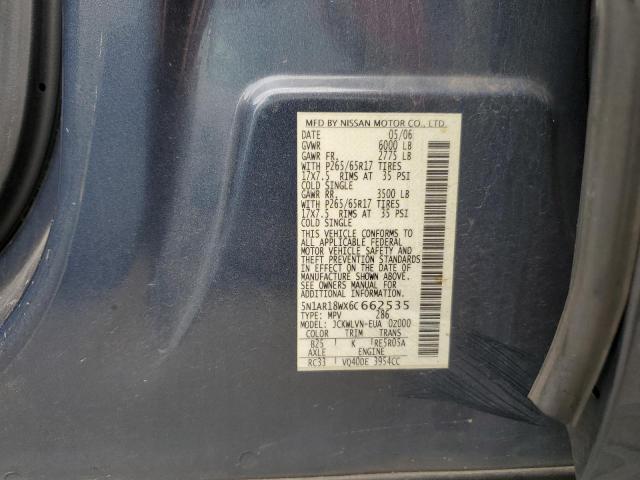 MFD BY NISSAN MOTOR CO., LTD.
DATE 05/06
GVWR 6000 LB
GAWR FR. 2775 LB
WITH P265/65R17 TIRES
17X7.5 RIMS AT 35 PSI
COLD SINGLE
GAWR RR. 3500 LB
WITH P265/65R17 TIRES
17X7.5 RIMS AT 35 PSI
COLD SINGLE
THIS VEHICLE CONFORMS TO
ALL APPLICABLE FEDERAL
MOTOR VEHICLE SAFETY AND
THEFT PREVENTION STANDARDS
IN EFFECT ON THE DATE OF
MANUFACTURE SHOWN ABOVE.
SEE OWNERS MANUAL FOR
ADDITIONAL INFORMATION.
5N1AR18WX6C662535
TYPE: MPV 286
MODEL: JCKWLVN-EUA 02000
COLOR TRIM TRANS
B25 K RE5R05A
AXLE ENGINE
RC33 VQ40DE 3954CC